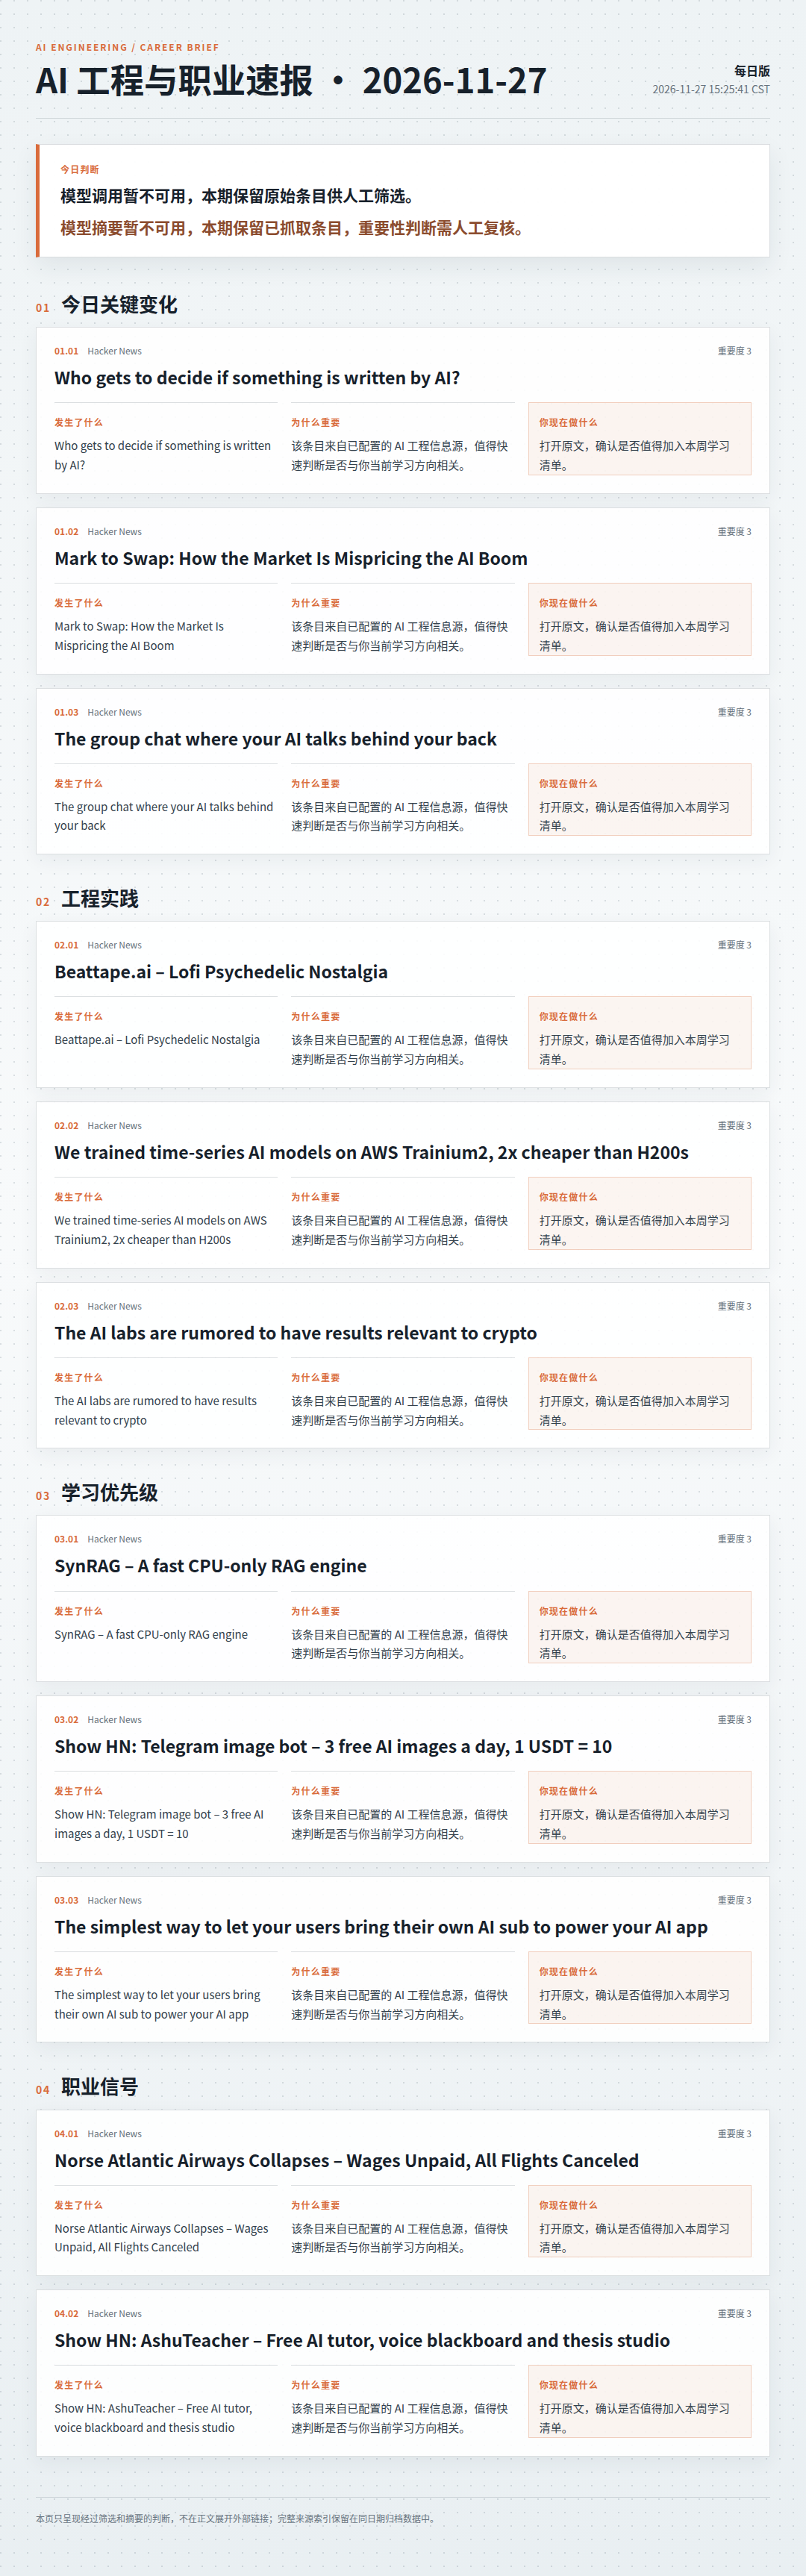 AI ENGINEERING / CAREER BRIEF
AI 工程与职业速报 · 2026-11-27
每日版
2026-11-27 15:25:41 CST
今日判断
模型调用暂不可用，本期保留原始条目供人工筛选。
模型摘要暂不可用，本期保留已抓取条目，重要性判断需人工复核。
01 今日关键变化
01.01 Hacker News 重要度 3
Who gets to decide if something is written by AI?
发生了什么
Who gets to decide if something is written
by AI?
为什么重要
该条目来自已配置的 AI 工程信息源，值得快
速判断是否与你当前学习方向相关。
你现在做什么
打开原文，确认是否值得加入本周学习
清单。
01.02 Hacker News 重要度 3
Mark to Swap: How the Market Is Mispricing the AI Boom
发生了什么
Mark to Swap: How the Market Is
Mispricing the AI Boom
为什么重要
该条目来自已配置的 AI 工程信息源，值得快
速判断是否与你当前学习方向相关。
你现在做什么
打开原文，确认是否值得加入本周学习
清单。
01.03 Hacker News 重要度 3
The group chat where your AI talks behind your back
发生了什么
The group chat where your AI talks behind
your back
为什么重要
该条目来自已配置的 AI 工程信息源，值得快
速判断是否与你当前学习方向相关。
你现在做什么
打开原文，确认是否值得加入本周学习
清单。
02 工程实践
02.01 Hacker News 重要度 3
Beattape.ai – Lofi Psychedelic Nostalgia
发生了什么
Beattape.ai – Lofi Psychedelic Nostalgia
为什么重要
该条目来自已配置的 AI 工程信息源，值得快
速判断是否与你当前学习方向相关。
你现在做什么
打开原文，确认是否值得加入本周学习
清单。
02.02 Hacker News 重要度 3
We trained time-series AI models on AWS Trainium2, 2x cheaper than H200s
发生了什么
We trained time-series AI models on AWS
Trainium2, 2x cheaper than H200s
为什么重要
该条目来自已配置的 AI 工程信息源，值得快
速判断是否与你当前学习方向相关。
你现在做什么
打开原文，确认是否值得加入本周学习
清单。
02.03 Hacker News 重要度 3
The AI labs are rumored to have results relevant to crypto
发生了什么
The AI labs are rumored to have results
relevant to crypto
为什么重要
该条目来自已配置的 AI 工程信息源，值得快
速判断是否与你当前学习方向相关。
你现在做什么
打开原文，确认是否值得加入本周学习
清单。
03 学习优先级
03.01 Hacker News 重要度 3
SynRAG – A fast CPU-only RAG engine
发生了什么
SynRAG – A fast CPU-only RAG engine
为什么重要
该条目来自已配置的 AI 工程信息源，值得快
速判断是否与你当前学习方向相关。
你现在做什么
打开原文，确认是否值得加入本周学习
清单。
03.02 Hacker News 重要度 3
Show HN: Telegram image bot – 3 free AI images a day, 1 USDT = 10
发生了什么
Show HN: Telegram image bot – 3 free AI
images a day, 1 USDT = 10
为什么重要
该条目来自已配置的 AI 工程信息源，值得快
速判断是否与你当前学习方向相关。
你现在做什么
打开原文，确认是否值得加入本周学习
清单。
03.03 Hacker News 重要度 3
The simplest way to let your users bring their own AI sub to power your AI app
发生了什么
The simplest way to let your users bring
their own AI sub to power your AI app
为什么重要
该条目来自已配置的 AI 工程信息源，值得快
速判断是否与你当前学习方向相关。
你现在做什么
打开原文，确认是否值得加入本周学习
清单。
04 职业信号
04.01 Hacker News 重要度 3
Norse Atlantic Airways Collapses – Wages Unpaid, All Flights Canceled
发生了什么
Norse Atlantic Airways Collapses – Wages
Unpaid, All Flights Canceled
为什么重要
该条目来自已配置的 AI 工程信息源，值得快
速判断是否与你当前学习方向相关。
你现在做什么
打开原文，确认是否值得加入本周学习
清单。
04.02 Hacker News 重要度 3
Show HN: AshuTeacher – Free AI tutor, voice blackboard and thesis studio
发生了什么
Show HN: AshuTeacher – Free AI tutor,
voice blackboard and thesis studio
为什么重要
该条目来自已配置的 AI 工程信息源，值得快
速判断是否与你当前学习方向相关。
你现在做什么
打开原文，确认是否值得加入本周学习
清单。
本页只呈现经过筛选和摘要的判断，不在正文展开外部链接；完整来源索引保留在同日期归档数据中。